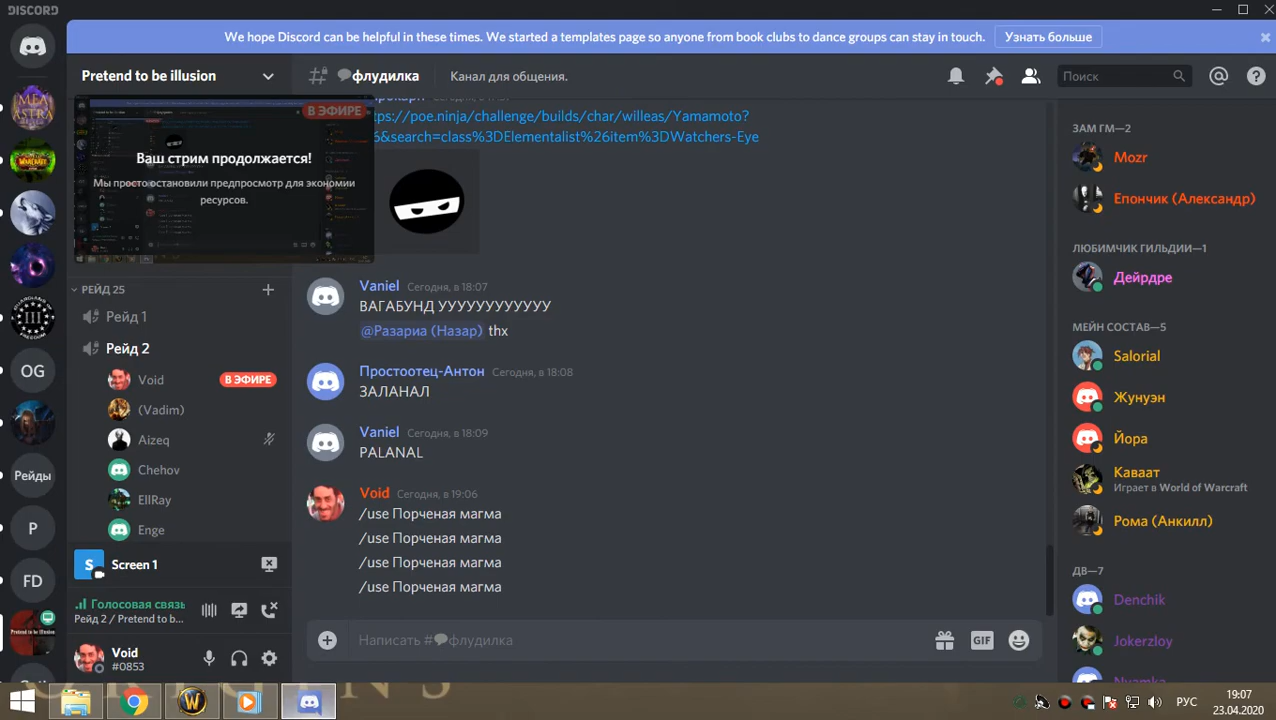 DISCORD
We hope Discord can be helpful in these times. We started a templates page so anyone from book clubs to dance groups can stay in touch.
Узнать больше
Pretend to be illusion
флудилка
Канал для общения.
Поиск
В ЭФИРЕ
Ваш стрим продолжается!
Мы просто остановили предпросмотр для экономии
ресурсов.
РЕЙД 25
Рейд 1
Рейд 2
Void
В ЭФИРЕ
(Vadim)
Aizeq
Chehov
EllRay
Enge
S
Screen 1
Голосовая связь
Рейд 2 / Pretend to b...
Void
#0853
OG
Рейды
P
FD
Pretend to be illusion
ps://poe.ninja/challenge/builds/char/willeas/Yamamoto?
6&search=class%3DElementalist%26item%3DWatchers-Eye
Vaniel Сегодня, в 18:07
ВАГАБУНД УУУУУУУУУУУУ
@Разариа (Назар) thx
Простоотец-Антон Сегодня, в 18:08
ЗАЛАНАЛ
Vaniel Сегодня, в 18:09
PALANAL
Void Сегодня, в 19:06
/use Порченая магма
/use Порченая магма
/use Порченая магма
/use Порченая магма
Написать #флудилка
GIF
ЗАМ ГМ—2
Mozr
Епончик (Александр)
ЛЮБИМЧИК ГИЛЬДИИ—1
Дейрдре
МЕЙН СОСТАВ—5
Salorial
Жунуэн
Йора
Каваат
Играет в World of Warcraft
Рома (Анкилл)
ДВ—7
Denchik
Jokerzloy
РУС
19:07
23.04.2020